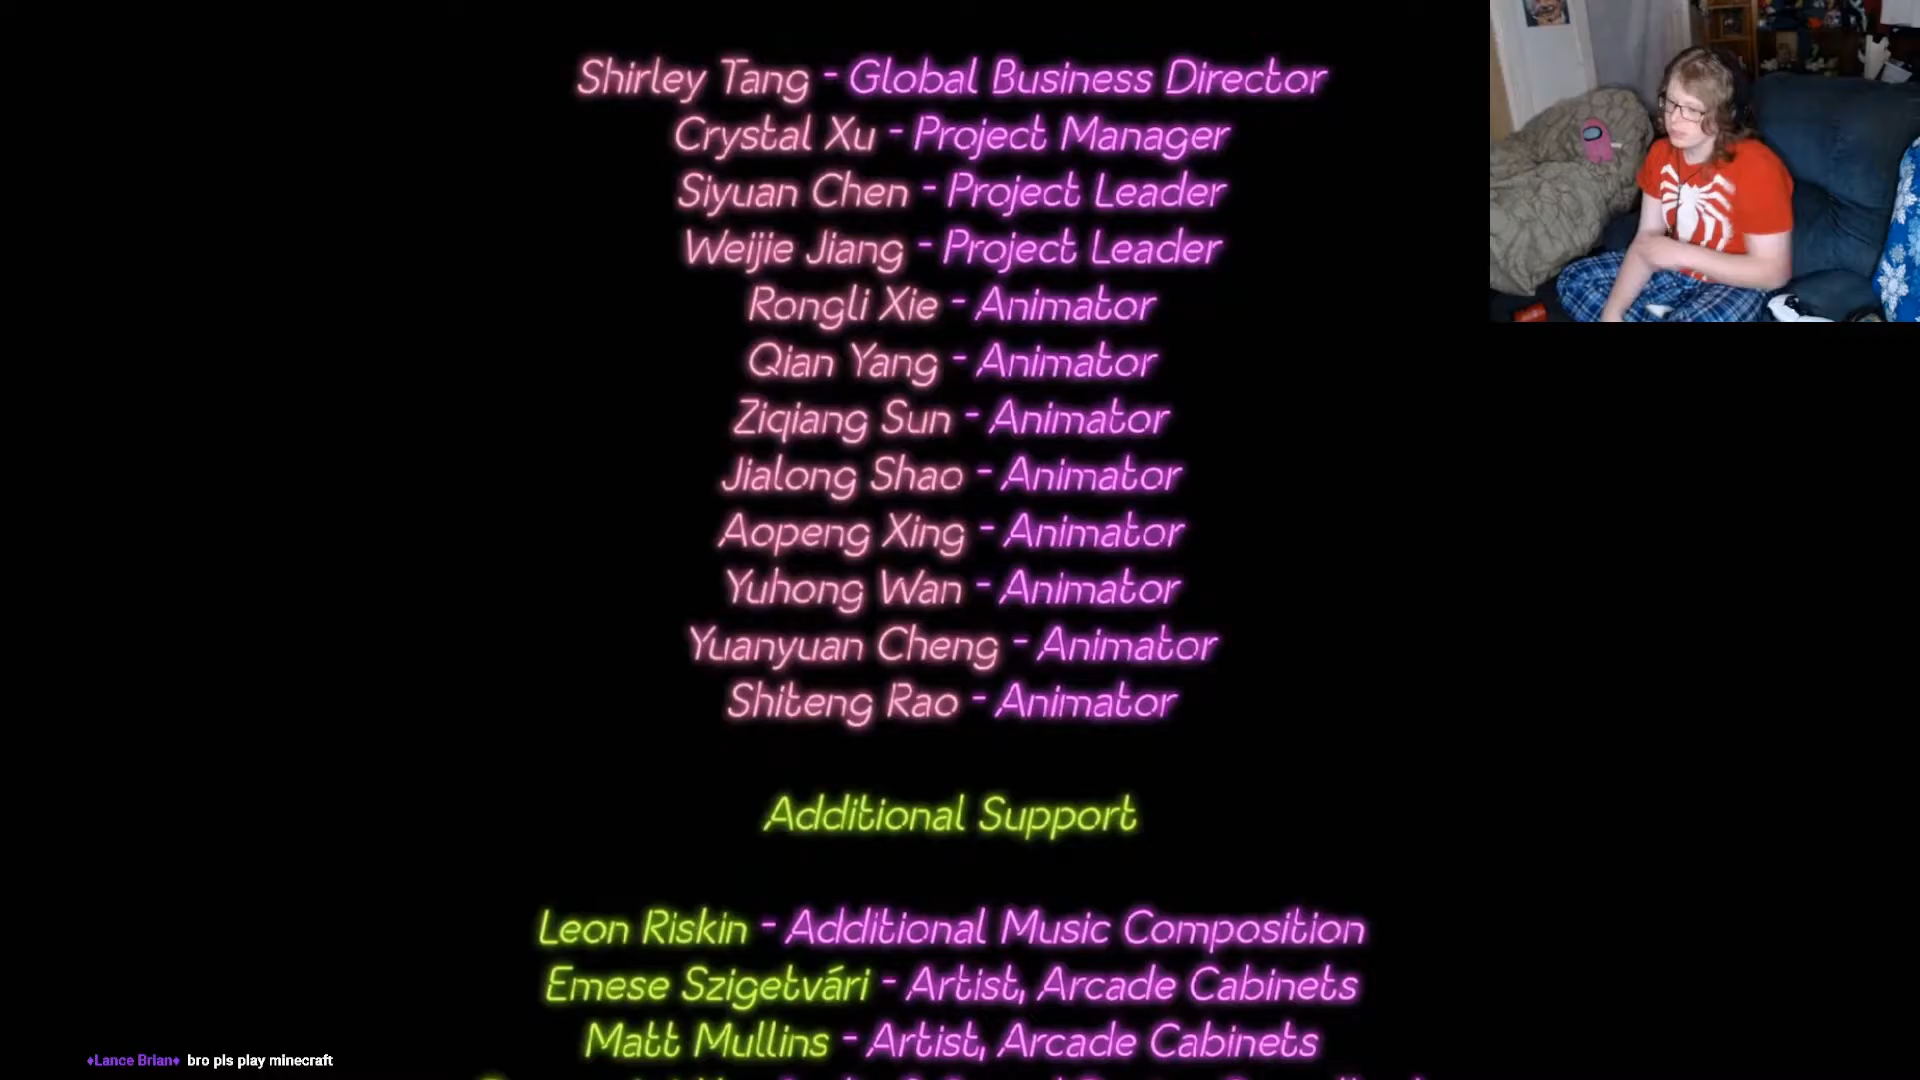 Shirley Tang - Global Business Director
Crystal Xu - Project Manager
Siyuan Chen - Project Leader
Weijie Jiang - Project Leader
Rongli Xie - Animator
Qian Yang - Animator
Ziqiang Sun - Animator
Jialong Shao - Animator
Aopeng Xing - Animator
Yuhong Wan - Animator
Yuanyuan Cheng - Animator
Shiteng Rao - Animator
Additional Support
Leon Riskin - Additional Music Composition
Emese Szigetvári - Artist, Arcade Cabinets
Matt Mullins - Artist, Arcade Cabinets
♦Lance Brian♦ bro pls play minecraft